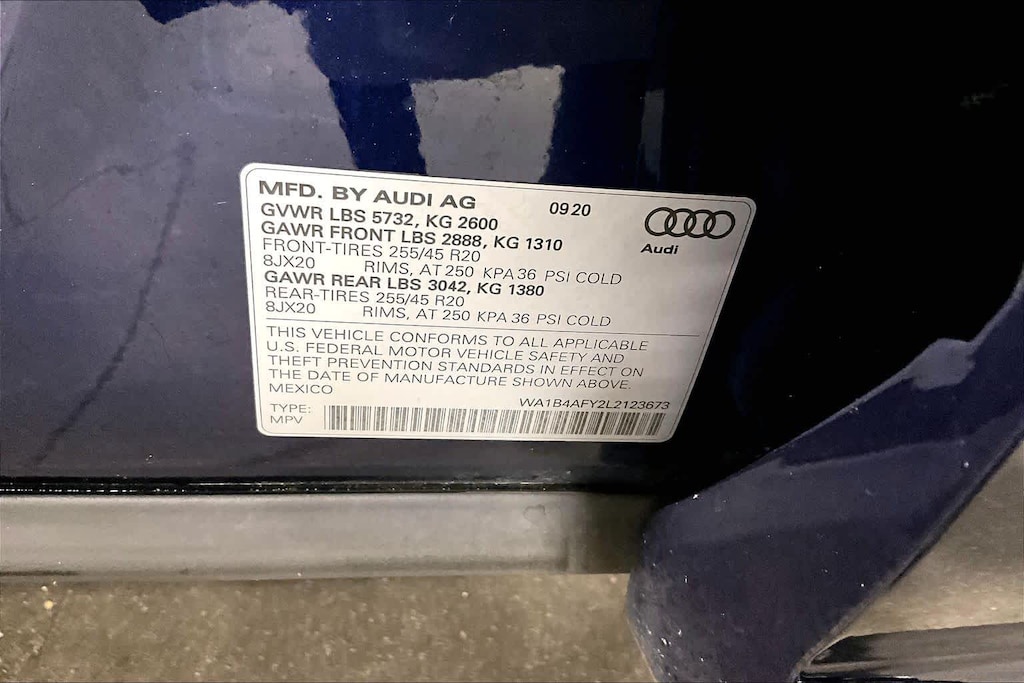 MFD. BY AUDI AG 09 20
GVWR LBS 5732, KG 2600
GAWR FRONT LBS 2888, KG 1310
Audi
FRONT-TIRES 255/45 R20
8JX20 RIMS, AT 250 KPA 36 PSI COLD
GAWR REAR LBS 3042, KG 1380
REAR-TIRES 255/45 R20
8JX20 RIMS, AT 250 KPA 36 PSI COLD
THIS VEHICLE CONFORMS TO ALL APPLICABLE
U.S. FEDERAL MOTOR VEHICLE SAFETY AND
THEFT PREVENTION STANDARDS IN EFFECT ON
THE DATE OF MANUFACTURE SHOWN ABOVE.
MEXICO
WA1B4AFY2L2123673
TYPE:
MPV